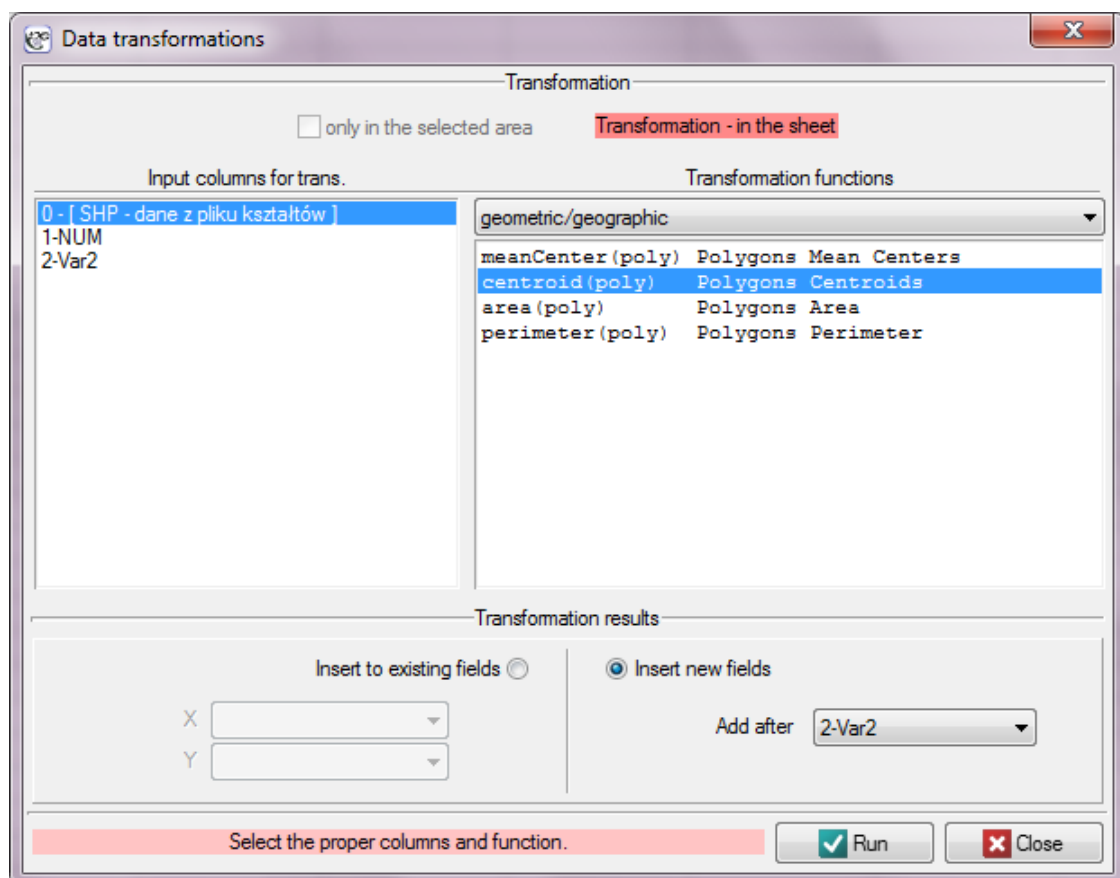 Data transformations
Transformation
only in the selected area
Transformation - in the sheet
Input columns for trans.
0 - [ SHP - dane z pliku kształtów ]
1-NUM
2-Var2
Transformation functions
geometric/geographic
meanCenter(poly) Polygons Mean Centers
centroid(poly) Polygons Centroids
area(poly) Polygons Area
perimeter(poly) Polygons Perimeter
Transformation results
Insert to existing fields
X
Y
Insert new fields
Add after 2-Var2
Select the proper columns and function.
Run
Close